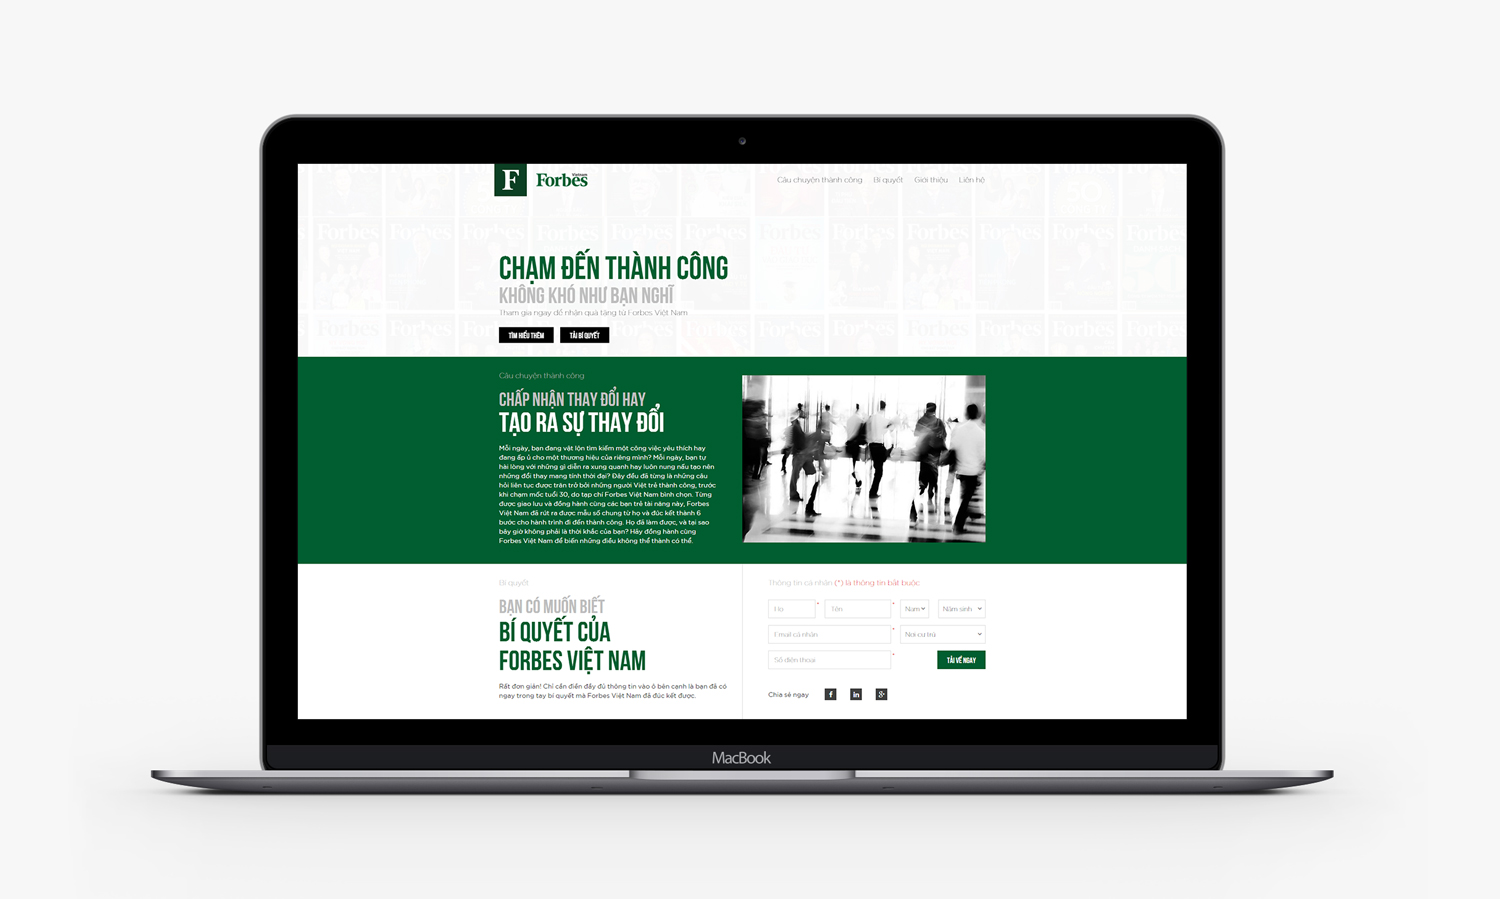 F Forbes Vietnam
Câu chuyện thành công Bí quyết Giới thiệu Liên hệ
Forbes Forbes Forbes Forbes Forbes Forbes Forbes Forbes Forbes Forbes Forbes
CHẠM ĐẾN THÀNH CÔNG
KHÔNG KHÓ NHƯ BẠN NGHĨ
Tham gia ngay để nhận quà tặng từ Forbes Việt Nam
TÌM HIỂU THÊM TẢI BÍ QUYẾT
Câu chuyện thành công
CHẤP NHẬN THAY ĐỔI HAY
TẠO RA SỰ THAY ĐỔI
Mỗi ngày, bạn đang vật lộn tìm kiếm một công việc yêu thích hay
đang ấp ủ cho một thương hiệu của riêng mình? Mỗi ngày, bạn tự
hài lòng với những gì diễn ra xung quanh hay luôn nung nấu tạo nên
những đổi thay mang tính thời đại? Đây đều đã từng là những câu
hỏi liên tục được trăn trở bởi những người Việt trẻ thành công, trước
khi chạm mốc tuổi 30, do tạp chí Forbes Việt Nam bình chọn. Từng
được giao lưu và đồng hành cùng các bạn trẻ tài năng này, Forbes
Việt Nam đã rút ra được mẫu số chung từ họ và đúc kết thành 6
bước cho hành trình đi đến thành công. Họ đã làm được, và tại sao
bây giờ không phải là thời khắc của bạn? Hãy đồng hành cùng
Forbes Việt Nam để biến những điều không thể thành có thể.
Bí quyết
BẠN CÓ MUỐN BIẾT
BÍ QUYẾT CỦA
FORBES VIỆT NAM
Rất đơn giản! Chỉ cần điền đầy đủ thông tin vào ô bên cạnh là bạn đã có
ngay trong tay bí quyết mà Forbes Việt Nam đã đúc kết được.
Thông tin cá nhân (*) là thông tin bắt buộc
Họ * Tên * Nam Năm sinh
Email cá nhân * Nơi cư trú
Số điện thoại *
TẢI VỀ NGAY
Chia sẻ ngay f in g+
MacBook